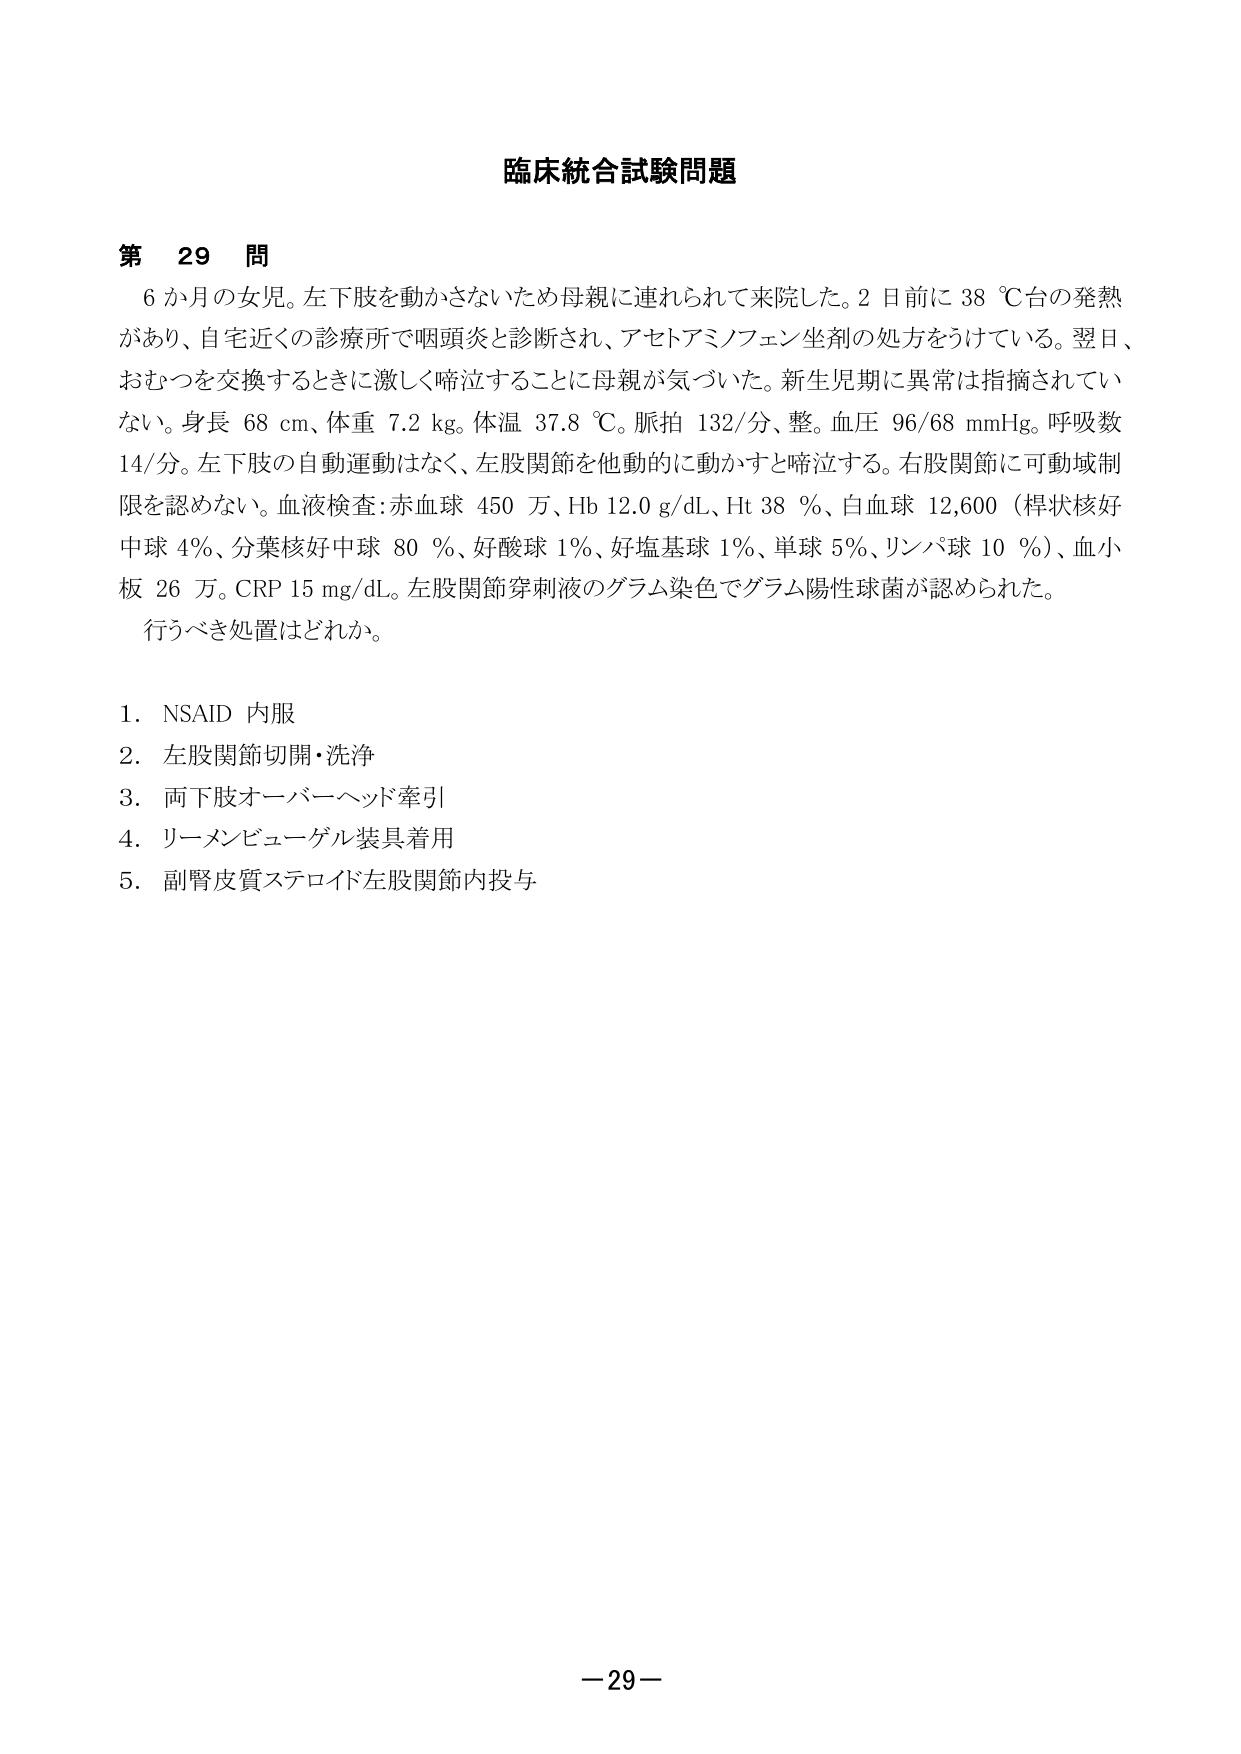 臨床統合試験問題
第 29 問
6 か月の女児。左下肢を動かさないため母親に連れられて来院した。2 日前に 38 ℃台の発熱
があり、自宅近くの診療所で咽頭炎と診断され、アセトアミノフェン坐剤の処方をうけている。翌日、
おむつを交換するときに激しく啼泣することに母親が気づいた。新生児期に異常は指摘されてい
ない。身長 68 cm、体重 7.2 kg。体温 37.8 ℃。脈拍 132/分、整。血圧 96/68 mmHg。呼吸数
14/分。左下肢の自動運動はなく、左股関節を他動的に動かすと啼泣する。右股関節に可動域制
限を認めない。血液検査：赤血球 450 万、Hb 12.0 g/dL、Ht 38 %、白血球 12,600 （桿状核好
中球 4%、分葉核好中球 80 %、好酸球 1%、好塩基球 1%、単球 5%、リンパ球 10 %）、血小
板 26 万。CRP 15 mg/dL。左股関節穿刺液のグラム染色でグラム陽性球菌が認められた。
行うべき処置はどれか。
1. NSAID 内服
2. 左股関節切開・洗浄
3. 両下肢オーバーヘッド牽引
4. リーメンビューゲル装具着用
5. 副腎皮質ステロイド左股関節内投与
－29－